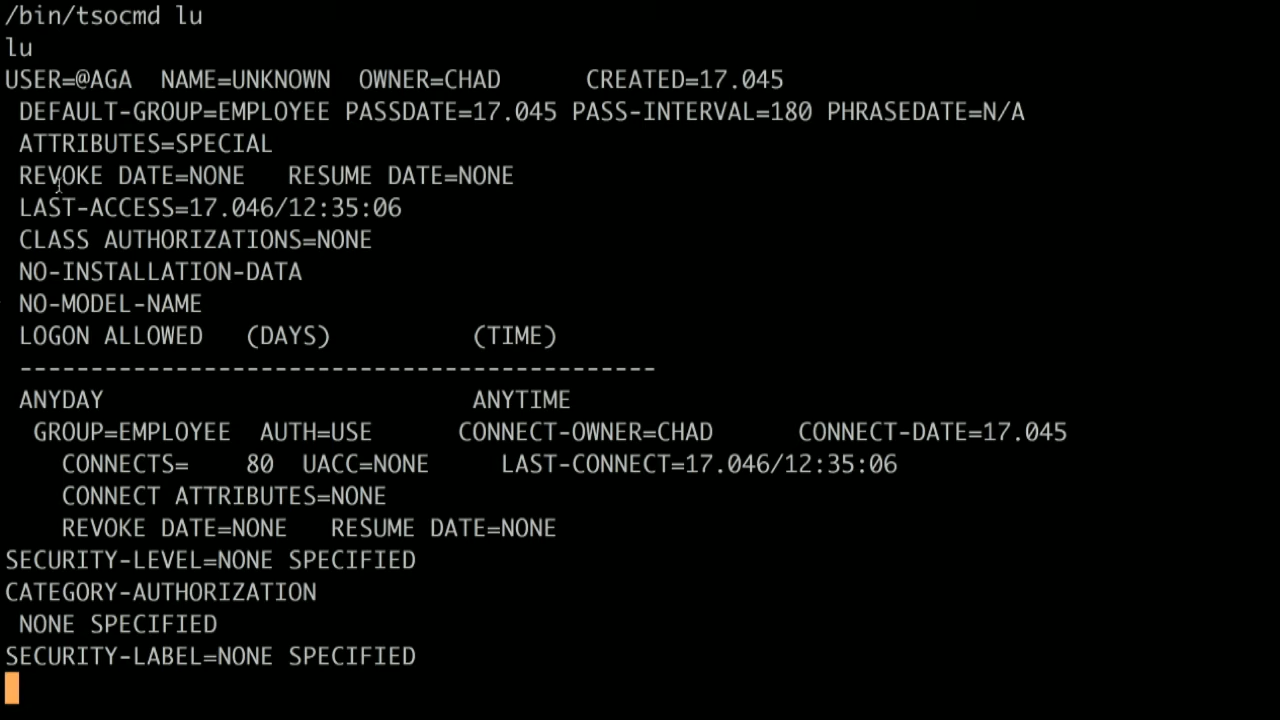 /bin/tsocmd lu
lu
USER=@AGA  NAME=UNKNOWN  OWNER=CHAD      CREATED=17.045
 DEFAULT-GROUP=EMPLOYEE PASSDATE=17.045 PASS-INTERVAL=180 PHRASEDATE=N/A
 ATTRIBUTES=SPECIAL
 REVOKE DATE=NONE   RESUME DATE=NONE
 LAST-ACCESS=17.046/12:35:06
 CLASS AUTHORIZATIONS=NONE
 NO-INSTALLATION-DATA
 NO-MODEL-NAME
 LOGON ALLOWED   (DAYS)          (TIME)
 ---------------------------------------------
 ANYDAY                          ANYTIME
  GROUP=EMPLOYEE  AUTH=USE      CONNECT-OWNER=CHAD      CONNECT-DATE=17.045
    CONNECTS=    80  UACC=NONE     LAST-CONNECT=17.046/12:35:06
    CONNECT ATTRIBUTES=NONE
    REVOKE DATE=NONE   RESUME DATE=NONE
SECURITY-LEVEL=NONE SPECIFIED
CATEGORY-AUTHORIZATION
 NONE SPECIFIED
SECURITY-LABEL=NONE SPECIFIED